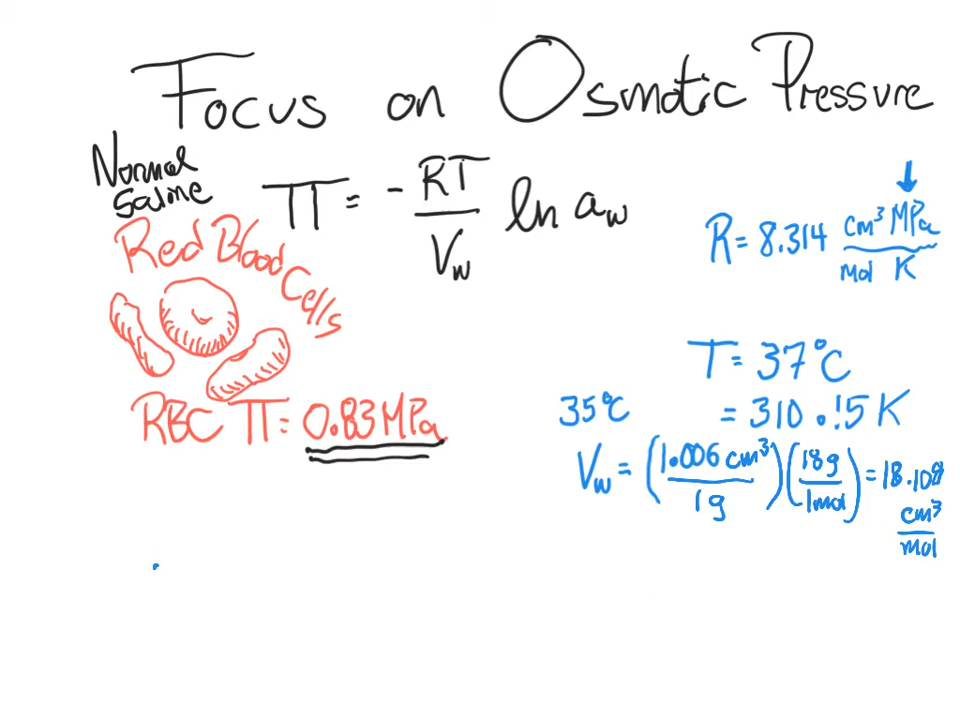 Focus on Osmotic Pressure
Normal
Saline
Π = - RT/Vw ln aw
Red Blood Cells
RBC Π = 0.83 MPa
R = 8.314 cm³ MPa / mol K
T = 37°C
35°C
= 310.15 K
Vw = (1.006 cm³ / 1g)(18g / 1mol) = 18.108 cm³ / mol